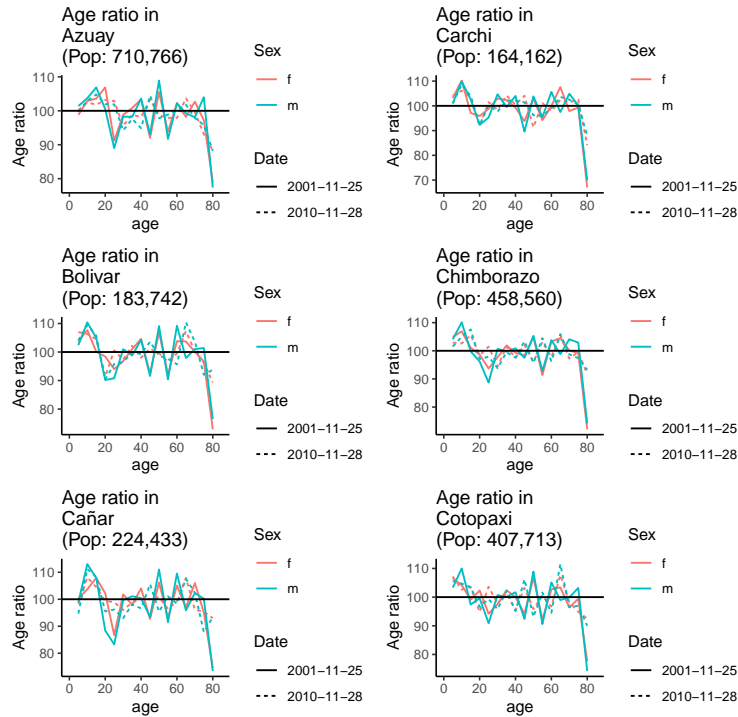 Age ratio in
Azuay
(Pop: 710,766)
Age ratio
110
100
90
80
0 20 40 60 80
age
Sex
f
m
Date
2001−11−25
2010−11−28
Age ratio in
Carchi
(Pop: 164,162)
Age ratio
110
100
90
80
70
0 20 40 60 80
age
Sex
f
m
Date
2001−11−25
2010−11−28
Age ratio in
Bolivar
(Pop: 183,742)
Age ratio
110
100
90
80
0 20 40 60 80
age
Sex
f
m
Date
2001−11−25
2010−11−28
Age ratio in
Chimborazo
(Pop: 458,560)
Age ratio
110
100
90
80
0 20 40 60 80
age
Sex
f
m
Date
2001−11−25
2010−11−28
Age ratio in
Cañar
(Pop: 224,433)
Age ratio
110
100
90
80
0 20 40 60 80
age
Sex
f
m
Date
2001−11−25
2010−11−28
Age ratio in
Cotopaxi
(Pop: 407,713)
Age ratio
110
100
90
80
0 20 40 60 80
age
Sex
f
m
Date
2001−11−25
2010−11−28